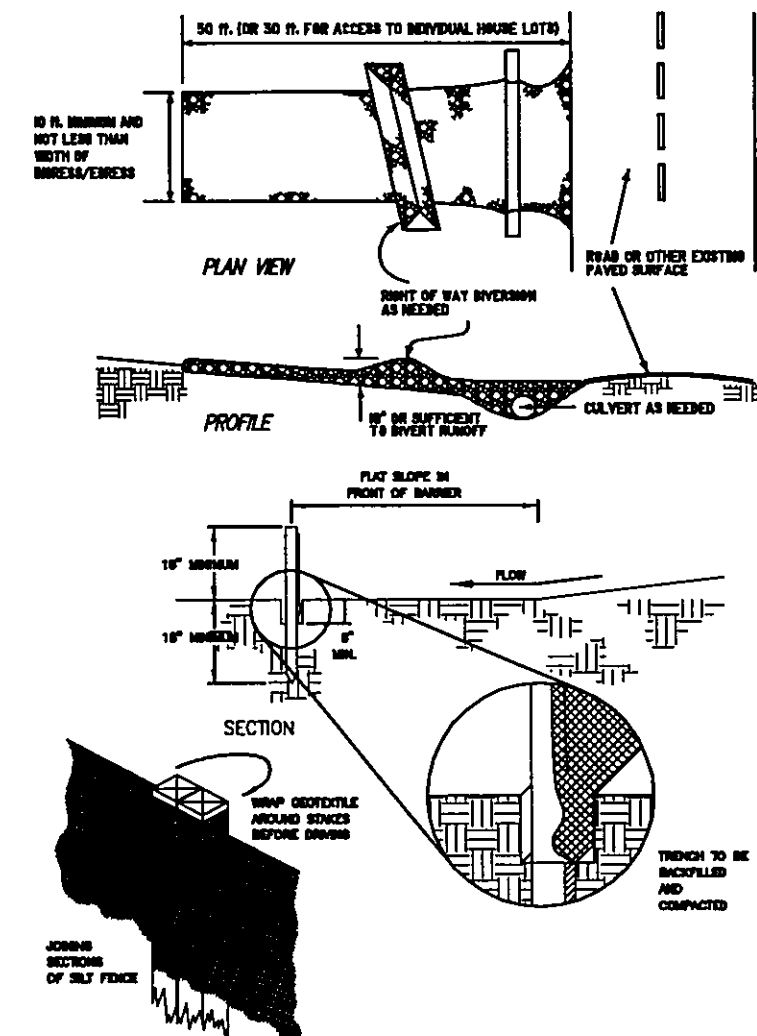 50 ft. (OR 30 ft. FOR ACCESS TO INDIVIDUAL HOUSE LOTS)
10 ft. MINIMUM AND
NOT LESS THAN
WIDTH OF
INGRESS/EGRESS
PLAN VIEW
RIGHT OF WAY DIVERSION
AS NEEDED
ROAD OR OTHER EXISTING
PAVED SURFACE
PROFILE
OR SUFFICIENT
TO DIVERT RUNOFF
CULVERT AS NEEDED
FLAT SLOPE IN
FRONT OF BARRIER
MINIMUM
FLOW
MINIMUM
MIN.
SECTION
WRAP GEOTEXTILE
AROUND STAKES
BEFORE DRIVING
TRENCH TO BE
BACKFILLED
AND
COMPACTED
JOINING
SECTIONS
OF SILT FENCE